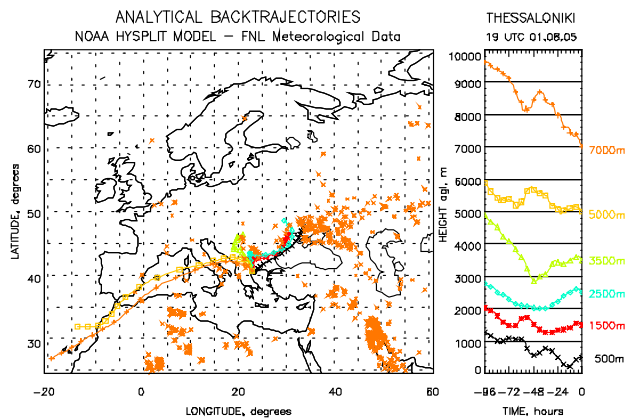 ANALYTICAL BACKTRAJECTORIES
NOAA HYSPLIT MODEL - FNL Meteorological Data
THESSALONIKI
19 UTC 01.08.05
70
60
50
40
30
LATITUDE, degrees
-20
0
20
40
60
LONGITUDE, degrees
10000
9000
8000
7000
6000
5000
4000
3000
2000
1000
0
HEIGHT agl, m
7000m
5000m
3500m
2500m
1500m
500m
-96
-72
-48
-24
0
TIME, hours